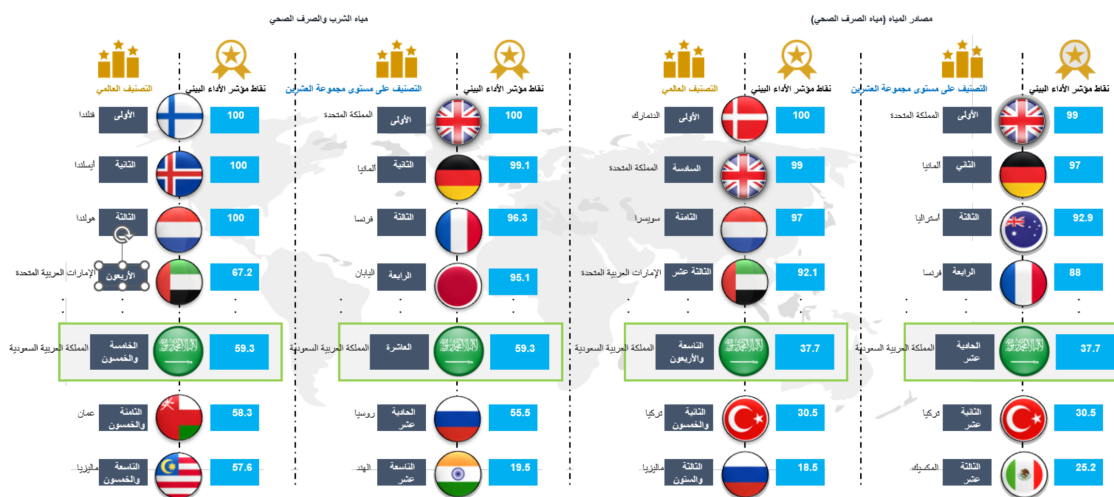 مصادر المياه (مياه الصرف الصحي)
نقاط مؤشر الأداء البيئي
التصنيف على مستوى مجموعة العشرين
99
الأولى
المملكة المتحدة
97
الثاني
ألمانيا
92.9
الثالثة
أستراليا
88
الرابعة
فرنسا
37.7
الحادية
عشر
المملكة العربية السعودية
30.5
الثانية
عشر
تركيا
25.2
الثالثة
عشر
المكسيك
نقاط مؤشر الأداء البيئي
التصنيف العالمي
100
الأولى
الدنمارك
99
السادسة
المملكة المتحدة
97
الثامنة
سويسرا
92.1
الثالثة عشر
الإمارات العربية المتحدة
37.7
التاسعة
والأربعون
المملكة العربية السعودية
30.5
الثانية
والخمسون
تركيا
18.5
الثالثة
والستون
ماليزيا
مياه الشرب والصرف الصحي
نقاط مؤشر الأداء البيئي
التصنيف على مستوى مجموعة العشرين
100
الأولى
المملكة المتحدة
99.1
الثانية
ألمانيا
96.3
الثالثة
فرنسا
95.1
الرابعة
اليابان
59.3
العاشرة
المملكة العربية السعودية
55.5
الحادية
عشر
روسيا
19.5
التاسعة
عشر
الهند
نقاط مؤشر الأداء البيئي
التصنيف العالمي
100
الأولى
فنلندا
100
الثانية
أيسلندا
100
الثالثة
هولندا
67.2
الأربعون
الإمارات العربية المتحدة
59.3
الخامسة
والخمسون
المملكة العربية السعودية
58.3
الثامنة
والخمسون
عمان
57.6
التاسعة
والخمسون
ماليزيا